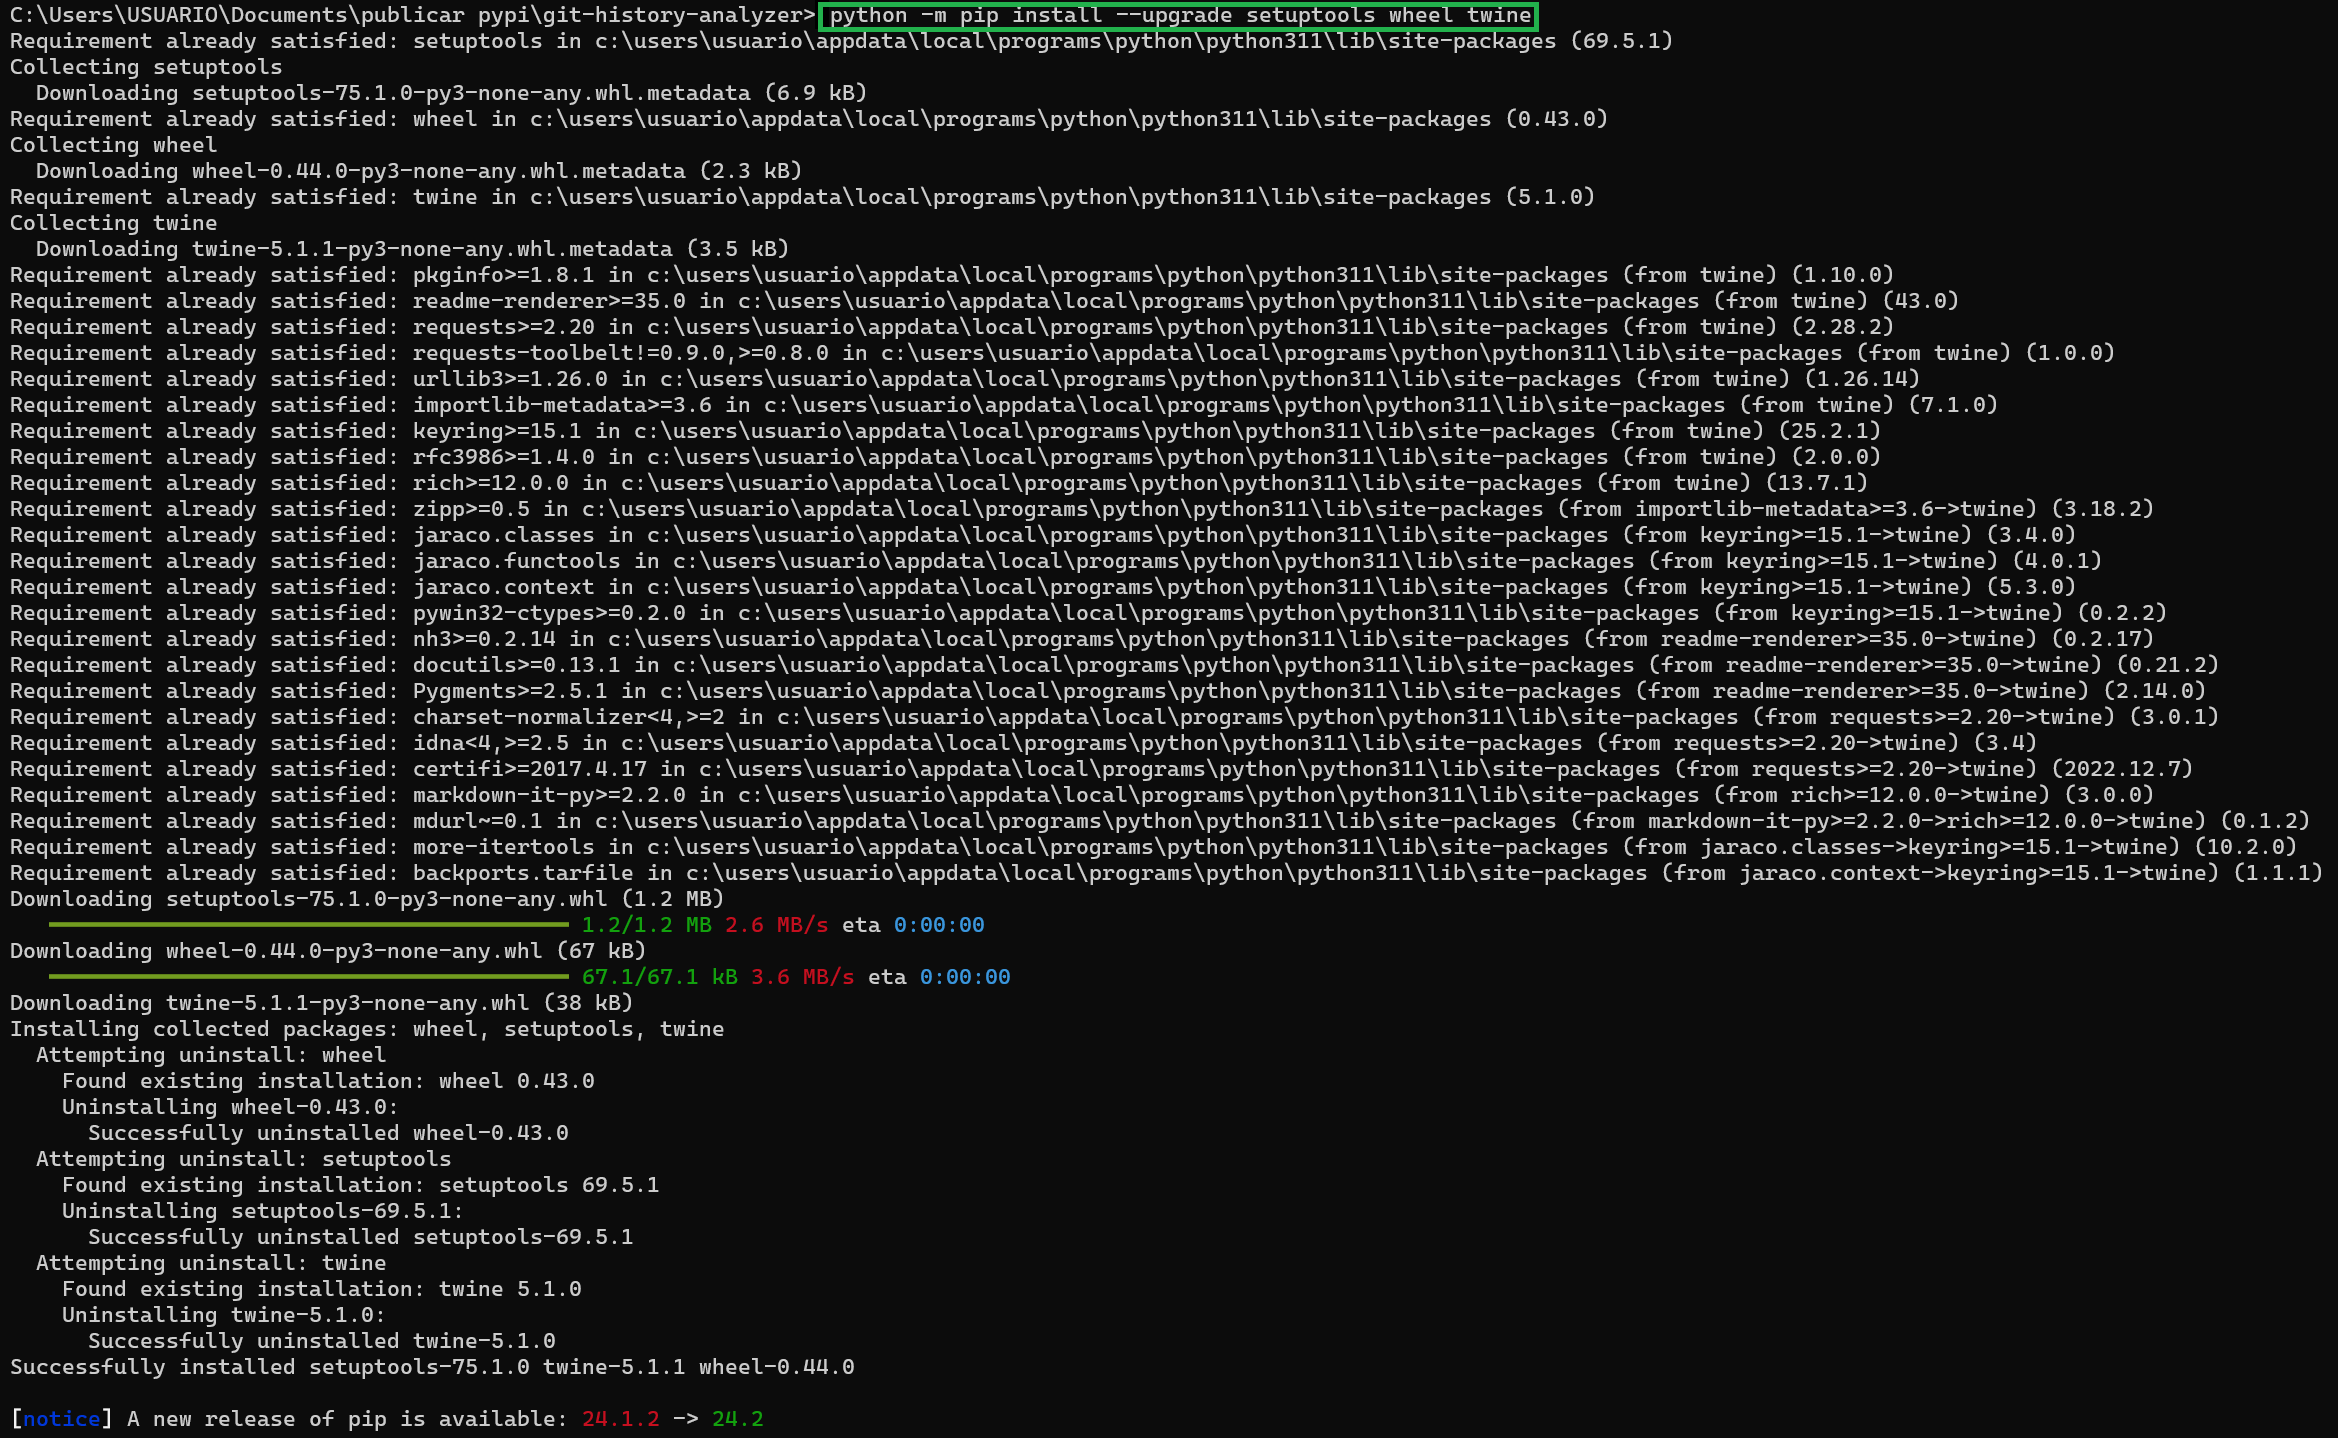 C:\Users\USUARIO\Documents\publicar pypi\git-history-analyzer> python -m pip install --upgrade setuptools wheel twine
Requirement already satisfied: setuptools in c:\users\usuario\appdata\local\programs\python\python311\lib\site-packages (69.5.1)
Collecting setuptools
  Downloading setuptools-75.1.0-py3-none-any.whl.metadata (6.9 kB)
Requirement already satisfied: wheel in c:\users\usuario\appdata\local\programs\python\python311\lib\site-packages (0.43.0)
Collecting wheel
  Downloading wheel-0.44.0-py3-none-any.whl.metadata (2.3 kB)
Requirement already satisfied: twine in c:\users\usuario\appdata\local\programs\python\python311\lib\site-packages (5.1.0)
Collecting twine
  Downloading twine-5.1.1-py3-none-any.whl.metadata (3.5 kB)
Requirement already satisfied: pkginfo>=1.8.1 in c:\users\usuario\appdata\local\programs\python\python311\lib\site-packages (from twine) (1.10.0)
Requirement already satisfied: readme-renderer>=35.0 in c:\users\usuario\appdata\local\programs\python\python311\lib\site-packages (from twine) (43.0)
Requirement already satisfied: requests>=2.20 in c:\users\usuario\appdata\local\programs\python\python311\lib\site-packages (from twine) (2.28.2)
Requirement already satisfied: requests-toolbelt!=0.9.0,>=0.8.0 in c:\users\usuario\appdata\local\programs\python\python311\lib\site-packages (from twine) (1.0.0)
Requirement already satisfied: urllib3>=1.26.0 in c:\users\usuario\appdata\local\programs\python\python311\lib\site-packages (from twine) (1.26.14)
Requirement already satisfied: importlib-metadata>=3.6 in c:\users\usuario\appdata\local\programs\python\python311\lib\site-packages (from twine) (7.1.0)
Requirement already satisfied: keyring>=15.1 in c:\users\usuario\appdata\local\programs\python\python311\lib\site-packages (from twine) (25.2.1)
Requirement already satisfied: rfc3986>=1.4.0 in c:\users\usuario\appdata\local\programs\python\python311\lib\site-packages (from twine) (2.0.0)
Requirement already satisfied: rich>=12.0.0 in c:\users\usuario\appdata\local\programs\python\python311\lib\site-packages (from twine) (13.7.1)
Requirement already satisfied: zipp>=0.5 in c:\users\usuario\appdata\local\programs\python\python311\lib\site-packages (from importlib-metadata>=3.6->twine) (3.18.2)
Requirement already satisfied: jaraco.classes in c:\users\usuario\appdata\local\programs\python\python311\lib\site-packages (from keyring>=15.1->twine) (3.4.0)
Requirement already satisfied: jaraco.functools in c:\users\usuario\appdata\local\programs\python\python311\lib\site-packages (from keyring>=15.1->twine) (4.0.1)
Requirement already satisfied: jaraco.context in c:\users\usuario\appdata\local\programs\python\python311\lib\site-packages (from keyring>=15.1->twine) (5.3.0)
Requirement already satisfied: pywin32-ctypes>=0.2.0 in c:\users\usuario\appdata\local\programs\python\python311\lib\site-packages (from keyring>=15.1->twine) (0.2.2)
Requirement already satisfied: nh3>=0.2.14 in c:\users\usuario\appdata\local\programs\python\python311\lib\site-packages (from readme-renderer>=35.0->twine) (0.2.17)
Requirement already satisfied: docutils>=0.13.1 in c:\users\usuario\appdata\local\programs\python\python311\lib\site-packages (from readme-renderer>=35.0->twine) (0.21.2)
Requirement already satisfied: Pygments>=2.5.1 in c:\users\usuario\appdata\local\programs\python\python311\lib\site-packages (from readme-renderer>=35.0->twine) (2.14.0)
Requirement already satisfied: charset-normalizer<4,>=2 in c:\users\usuario\appdata\local\programs\python\python311\lib\site-packages (from requests>=2.20->twine) (3.0.1)
Requirement already satisfied: idna<4,>=2.5 in c:\users\usuario\appdata\local\programs\python\python311\lib\site-packages (from requests>=2.20->twine) (3.4)
Requirement already satisfied: certifi>=2017.4.17 in c:\users\usuario\appdata\local\programs\python\python311\lib\site-packages (from requests>=2.20->twine) (2022.12.7)
Requirement already satisfied: markdown-it-py>=2.2.0 in c:\users\usuario\appdata\local\programs\python\python311\lib\site-packages (from rich>=12.0.0->twine) (3.0.0)
Requirement already satisfied: mdurl~=0.1 in c:\users\usuario\appdata\local\programs\python\python311\lib\site-packages (from markdown-it-py>=2.2.0->rich>=12.0.0->twine) (0.1.2)
Requirement already satisfied: more-itertools in c:\users\usuario\appdata\local\programs\python\python311\lib\site-packages (from jaraco.classes->keyring>=15.1->twine) (10.2.0)
Requirement already satisfied: backports.tarfile in c:\users\usuario\appdata\local\programs\python\python311\lib\site-packages (from jaraco.context->keyring>=15.1->twine) (1.1.1)
Downloading setuptools-75.1.0-py3-none-any.whl (1.2 MB)
1.2/1.2 MB 2.6 MB/s eta 0:00:00
Downloading wheel-0.44.0-py3-none-any.whl (67 kB)
67.1/67.1 kB 3.6 MB/s eta 0:00:00
Downloading twine-5.1.1-py3-none-any.whl (38 kB)
Installing collected packages: wheel, setuptools, twine
  Attempting uninstall: wheel
    Found existing installation: wheel 0.43.0
    Uninstalling wheel-0.43.0:
      Successfully uninstalled wheel-0.43.0
  Attempting uninstall: setuptools
    Found existing installation: setuptools 69.5.1
    Uninstalling setuptools-69.5.1:
      Successfully uninstalled setuptools-69.5.1
  Attempting uninstall: twine
    Found existing installation: twine 5.1.0
    Uninstalling twine-5.1.0:
      Successfully uninstalled twine-5.1.0
Successfully installed setuptools-75.1.0 twine-5.1.1 wheel-0.44.0
[notice] A new release of pip is available: 24.1.2 -> 24.2